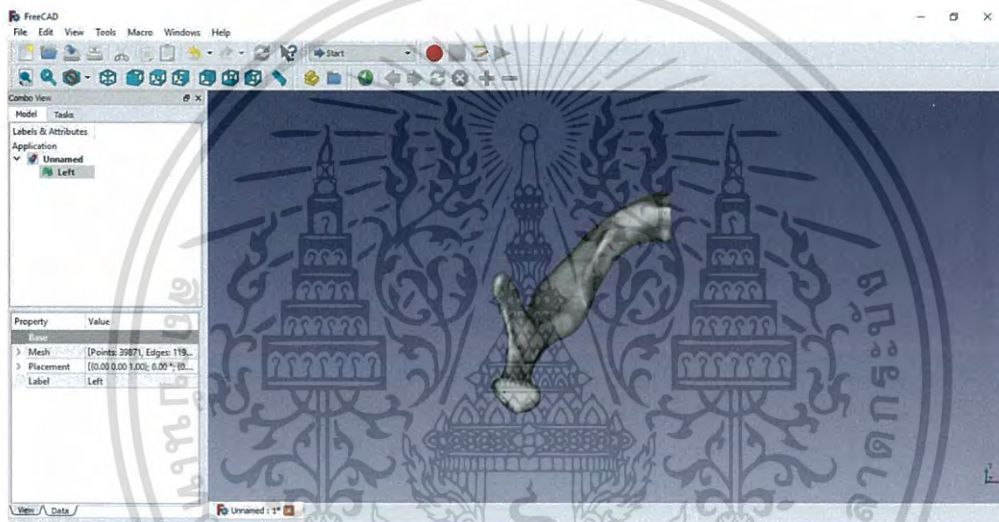 FreeCAD
File Edit View Tools Macro Windows Help
Start
Combo View
Model Tasks
Labels & Attributes
Application
Unnamed
Left
Property Value
Base
Mesh [Points: 39871, Edges: 119...
Placement [(0.00 0.00 1.00); 0.00 °; (0....
Label Left
View Data
Unnamed : 1*